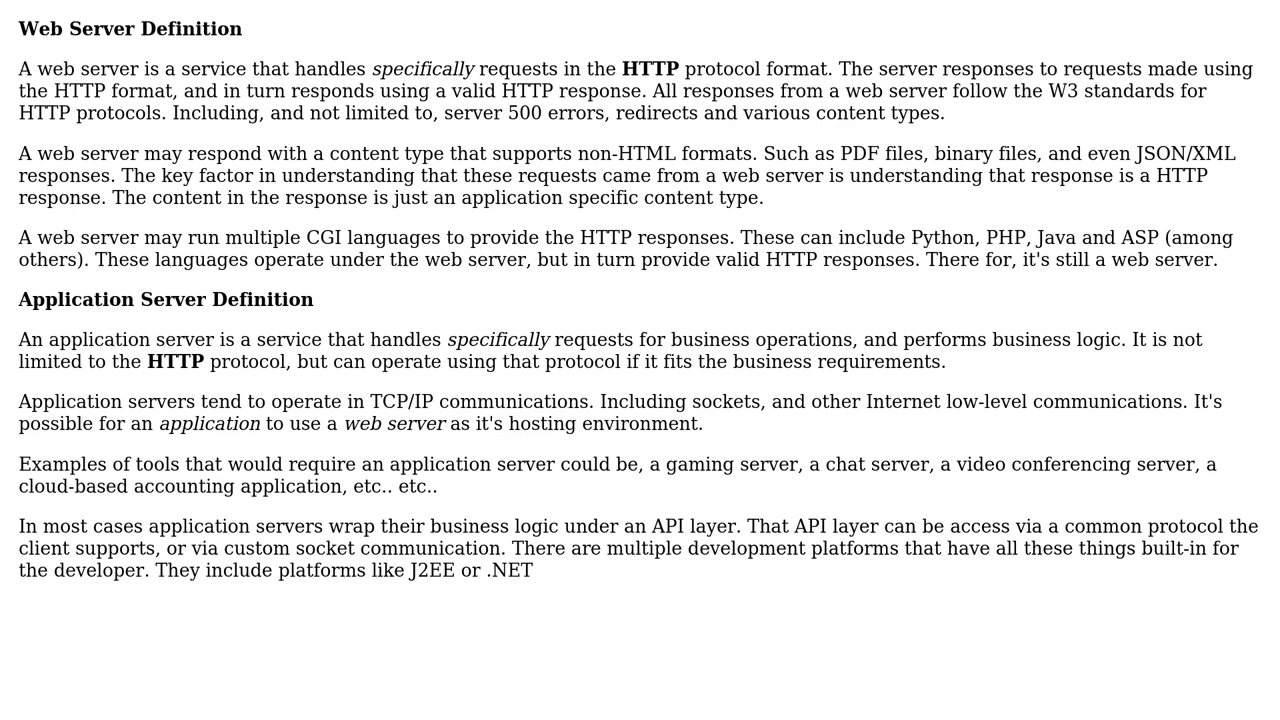 Web Server Definition
A web server is a service that handles specifically requests in the HTTP protocol format. The server responses to requests made using
the HTTP format, and in turn responds using a valid HTTP response. All responses from a web server follow the W3 standards for
HTTP protocols. Including, and not limited to, server 500 errors, redirects and various content types.
A web server may respond with a content type that supports non-HTML formats. Such as PDF files, binary files, and even JSON/XML
responses. The key factor in understanding that these requests came from a web server is understanding that response is a HTTP
response. The content in the response is just an application specific content type.
A web server may run multiple CGI languages to provide the HTTP responses. These can include Python, PHP, Java and ASP (among
others). These languages operate under the web server, but in turn provide valid HTTP responses. There for, it's still a web server.
Application Server Definition
An application server is a service that handles specifically requests for business operations, and performs business logic. It is not
limited to the HTTP protocol, but can operate using that protocol if it fits the business requirements.
Application servers tend to operate in TCP/IP communications. Including sockets, and other Internet low-level communications. It's
possible for an application to use a web server as it's hosting environment.
Examples of tools that would require an application server could be, a gaming server, a chat server, a video conferencing server, a
cloud-based accounting application, etc.. etc..
In most cases application servers wrap their business logic under an API layer. That API layer can be access via a common protocol the
client supports, or via custom socket communication. There are multiple development platforms that have all these things built-in for
the developer. They include platforms like J2EE or .NET